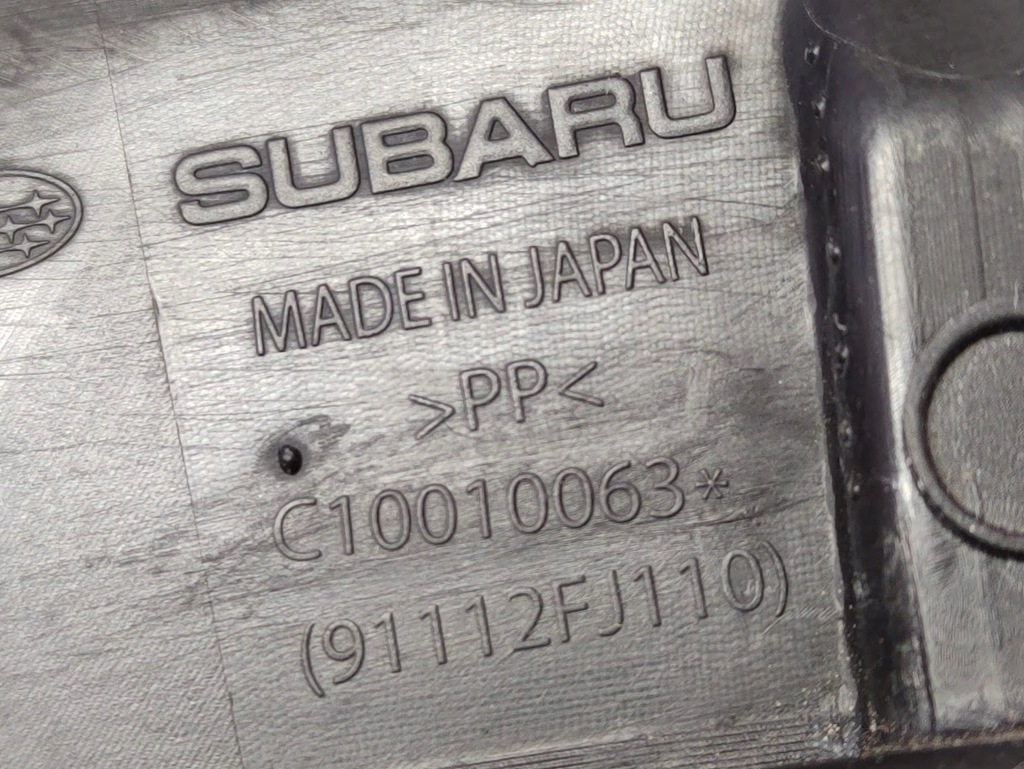 SUBARU
MADE IN JAPAN
>PP<
C10010063*
(91112FJ110)